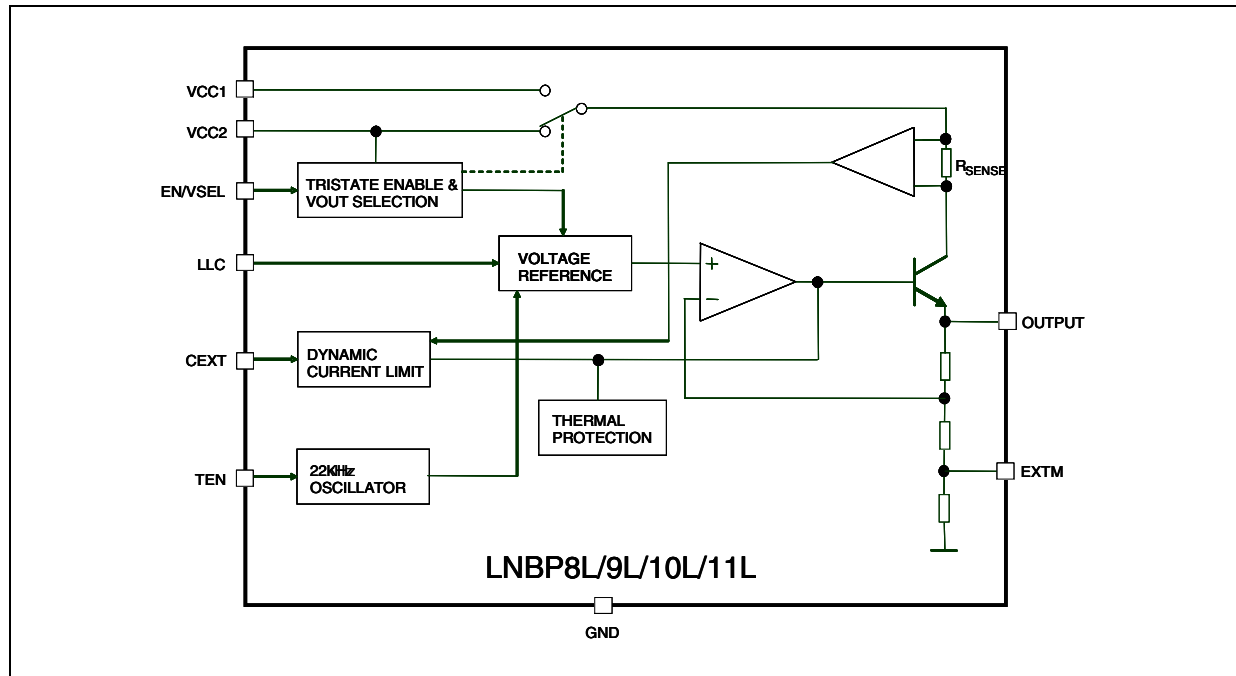 VCC1
VCC2
EN/VSEL
TRISTATE ENABLE &
VOUT SELECTION
RSENSE
LLC
VOLTAGE
REFERENCE
+
−
OUTPUT
CEXT
DYNAMIC
CURRENT LIMIT
THERMAL
PROTECTION
TEN
22KHz
OSCILLATOR
EXTM
LNBP8L/9L/10L/11L
GND